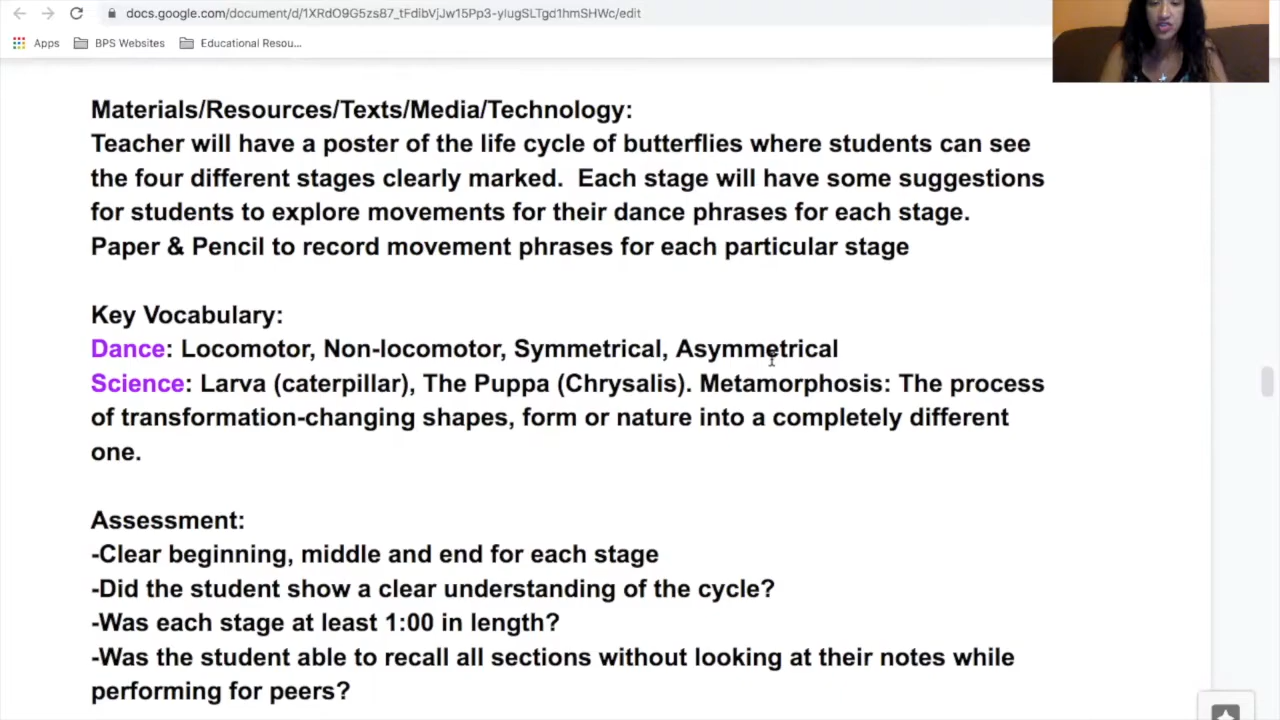 docs.google.com/document/d/1XRdO9G5zs87_tFdibVjJw15Pp3-yIugSLTgd1hmSHWc/edit
Apps BPS Websites Educational Resou...
Materials/Resources/Texts/Media/Technology:
Teacher will have a poster of the life cycle of butterflies where students can see
the four different stages clearly marked.  Each stage will have some suggestions
for students to explore movements for their dance phrases for each stage.
Paper & Pencil to record movement phrases for each particular stage
Key Vocabulary:
Dance: Locomotor, Non-locomotor, Symmetrical, Asymmetrical
Science: Larva (caterpillar), The Puppa (Chrysalis). Metamorphosis: The process
of transformation-changing shapes, form or nature into a completely different
one.
Assessment:
-Clear beginning, middle and end for each stage
-Did the student show a clear understanding of the cycle?
-Was each stage at least 1:00 in length?
-Was the student able to recall all sections without looking at their notes while
performing for peers?